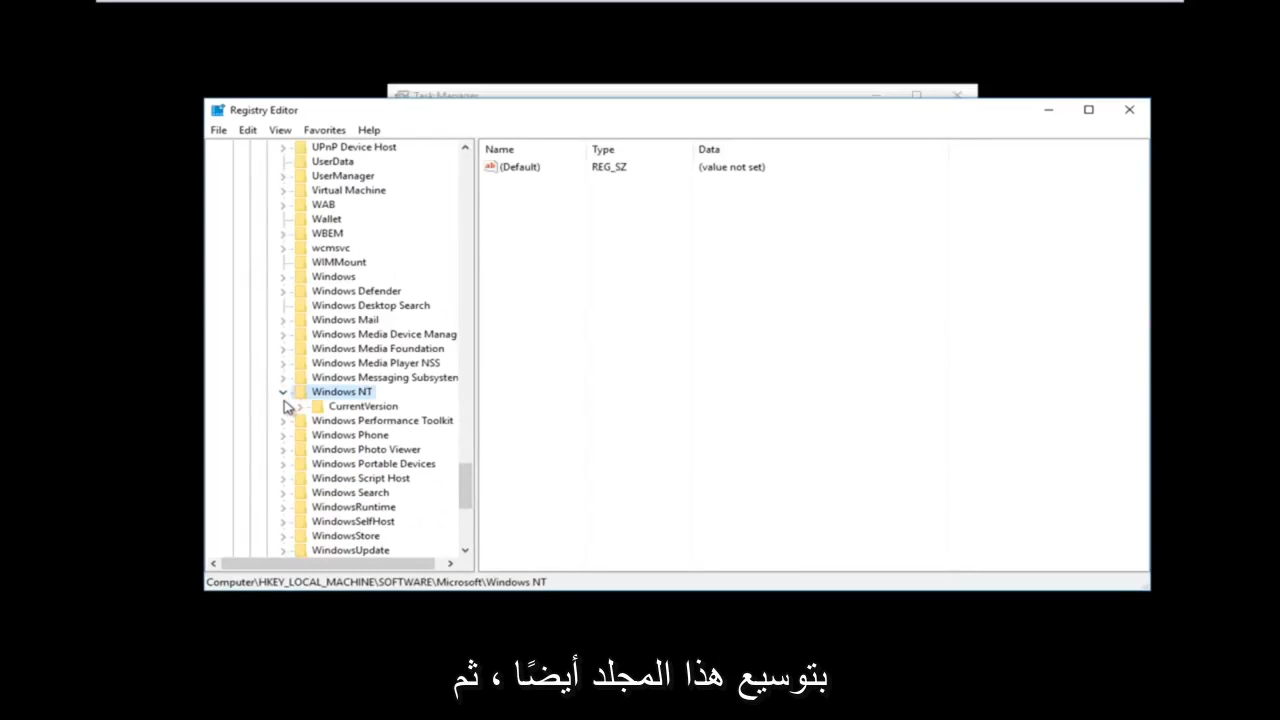 Task Manager
Registry Editor
File Edit View Favorites Help
UPnP Device Host
UserData
UserManager
Virtual Machine
WAB
Wallet
WBEM
wcmsvc
WIMMount
Windows
Windows Defender
Windows Desktop Search
Windows Mail
Windows Media Device Manag
Windows Media Foundation
Windows Media Player NSS
Windows Messaging Subsysten
Windows NT
CurrentVersion
Windows Performance Toolkit
Windows Phone
Windows Photo Viewer
Windows Portable Devices
Windows Script Host
Windows Search
WindowsRuntime
WindowsSelfHost
WindowsStore
WindowsUpdate
Name Type Data
ab (Default) REG_SZ (value not set)
Computer\HKEY_LOCAL_MACHINE\SOFTWARE\Microsoft\Windows NT
بتوسيع هذا المجلد أيضًا ، ثم